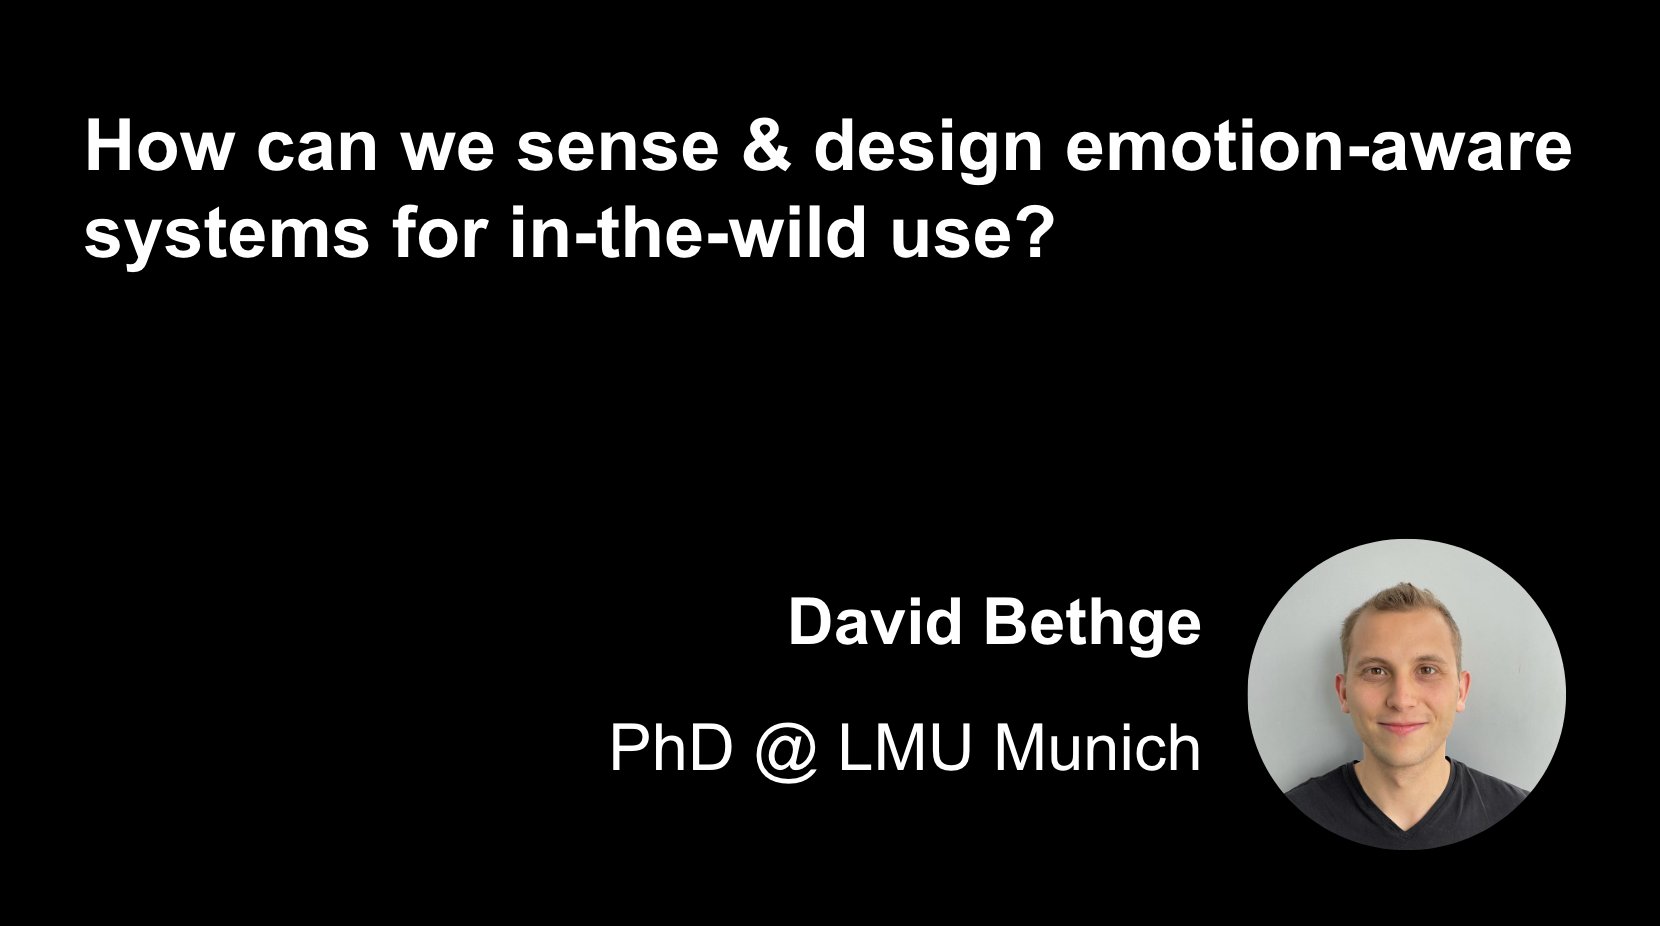 How can we sense & design emotion-aware
systems for in-the-wild use?
David Bethge
PhD @ LMU Munich